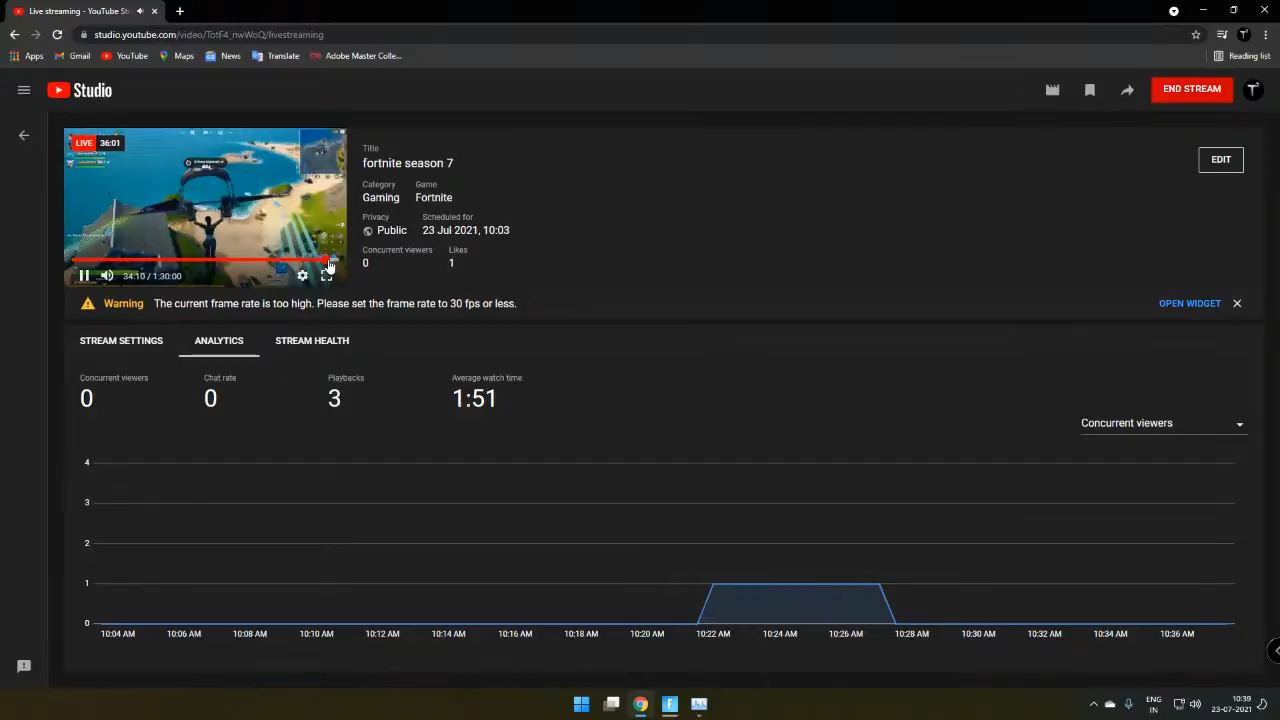 Live streaming - YouTube St
studio.youtube.com/video/TotF4_nwWoQ/livestreaming
Apps Gmail YouTube Maps News Translate Adobe Master Colle... Reading list
Studio
END STREAM
LIVE 36:01
34:10 / 1:30:00
Title
fortnite season 7
EDIT
Category Game
Gaming Fortnite
Privacy Scheduled for
Public 23 Jul 2021, 10:03
Concurrent viewers Likes
0 1
Warning The current frame rate is too high. Please set the frame rate to 30 fps or less.
OPEN WIDGET
STREAM SETTINGS ANALYTICS STREAM HEALTH
Concurrent viewers Chat rate Playbacks Average watch time
0 0 3 1:51
Concurrent viewers
4
3
2
1
0
10:04 AM 10:06 AM 10:08 AM 10:10 AM 10:12 AM 10:14 AM 10:16 AM 10:18 AM 10:20 AM 10:22 AM 10:24 AM 10:26 AM 10:28 AM 10:30 AM 10:32 AM 10:34 AM 10:36 AM
ENG 10:39
IN 23-07-2021